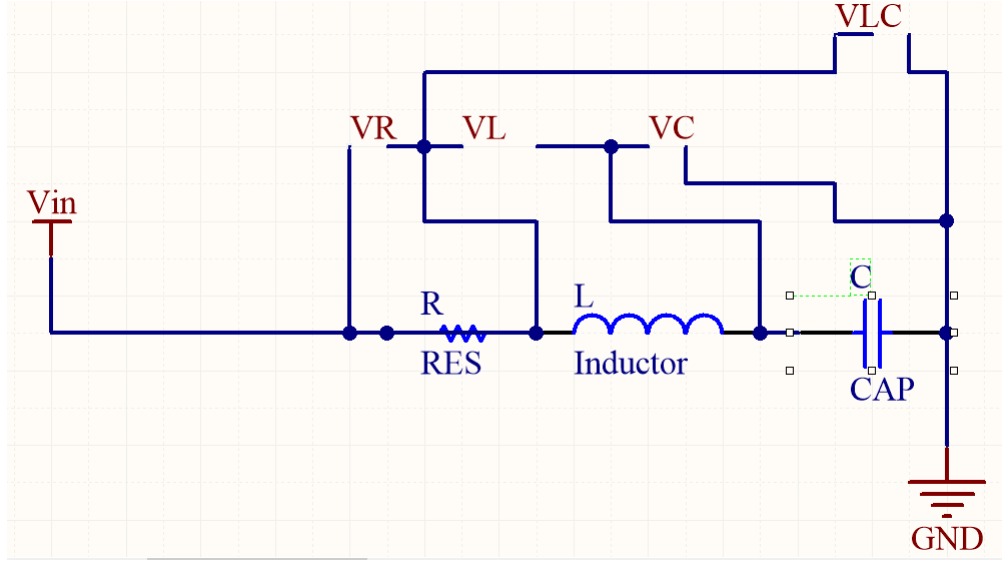 VLC
VR VL VC
Vin
C
R L
RES Inductor
CAP
GND